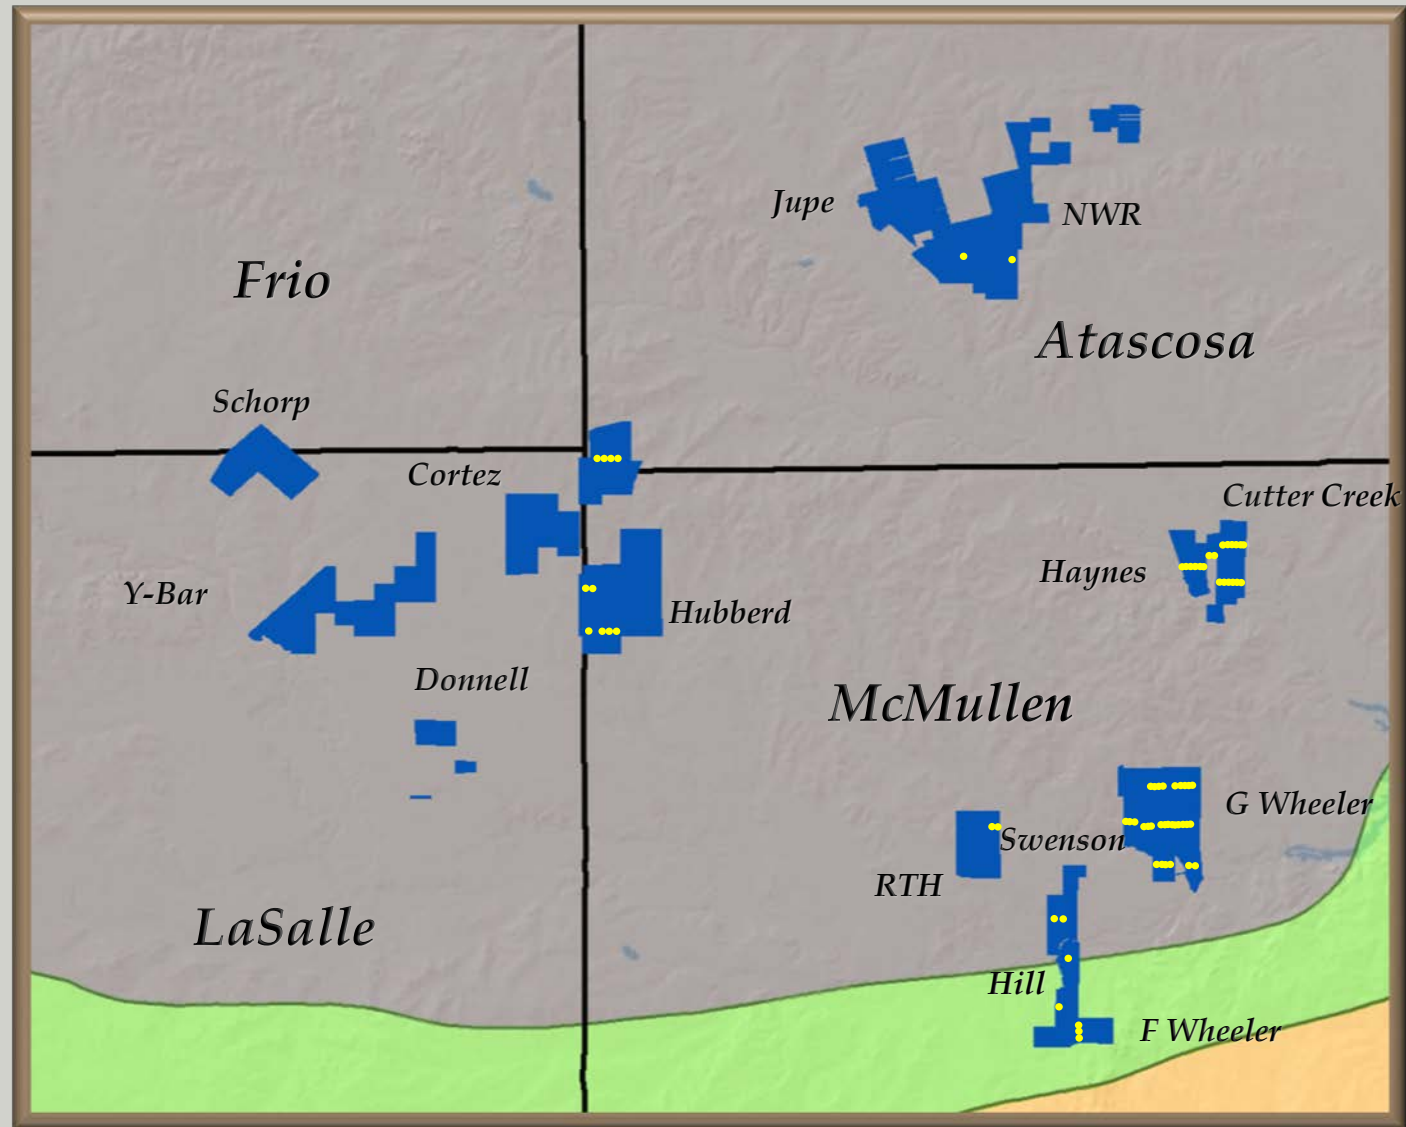 Jupe
NWR
Frio
Atascosa
Schorp
Cortez
Cutter Creek
Haynes
Y-Bar
Hubberd
Donnell
McMullen
G Wheeler
Swenson
RTH
LaSalle
Hill
F Wheeler